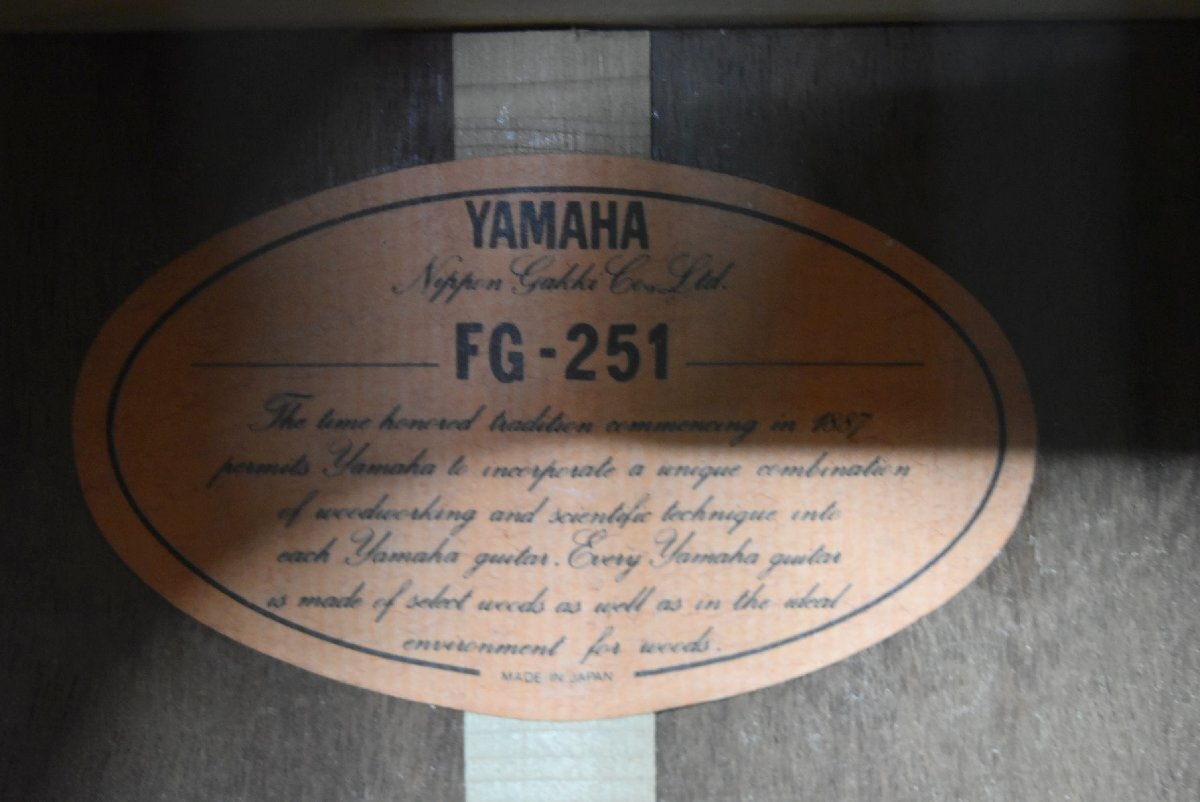 YAMAHA
Nippon Gakki Co., Ltd.
FG-251
The time honored tradition commencing in 1887
permits Yamaha to incorporate a unique combination
of woodworking and scientific technique into
each Yamaha guitar. Every Yamaha guitar
is made of select woods as well as in the ideal
environment for woods.
MADE IN JAPAN